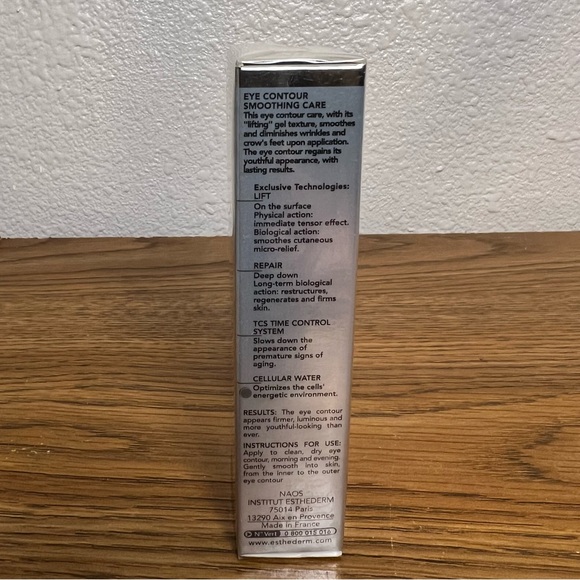 EYE CONTOUR
SMOOTHING CARE
This eye contour care, with its
"lifting" gel texture, smoothes
and diminishes wrinkles and
crow's feet upon application.
The eye contour regains its
youthful appearance, with
lasting results.
Exclusive Technologies:
LIFT
On the surface
Physical action:
immediate tensor effect.
Biological action:
smoothes cutaneous
micro-relief.
REPAIR
Deep down
Long-term biological
action: restructures,
regenerates and firms
skin.
TCS TIME CONTROL
SYSTEM
Slows down the
appearance of
premature signs of
aging.
CELLULAR WATER
Optimizes the cells'
energetic environment.
RESULTS: The eye contour
appears firmer, luminous and
more youthful-looking than
ever.
INSTRUCTIONS FOR USE:
Apply to clean, dry eye
contour, morning and evening.
Gently smooth into skin,
from the inner to the outer
eye contour
NAOS
INSTITUT ESTHEDERM
75014 Paris
13290 Aix en Provence
Made in France
N° Vert 0 800 015 016
www.esthederm.com